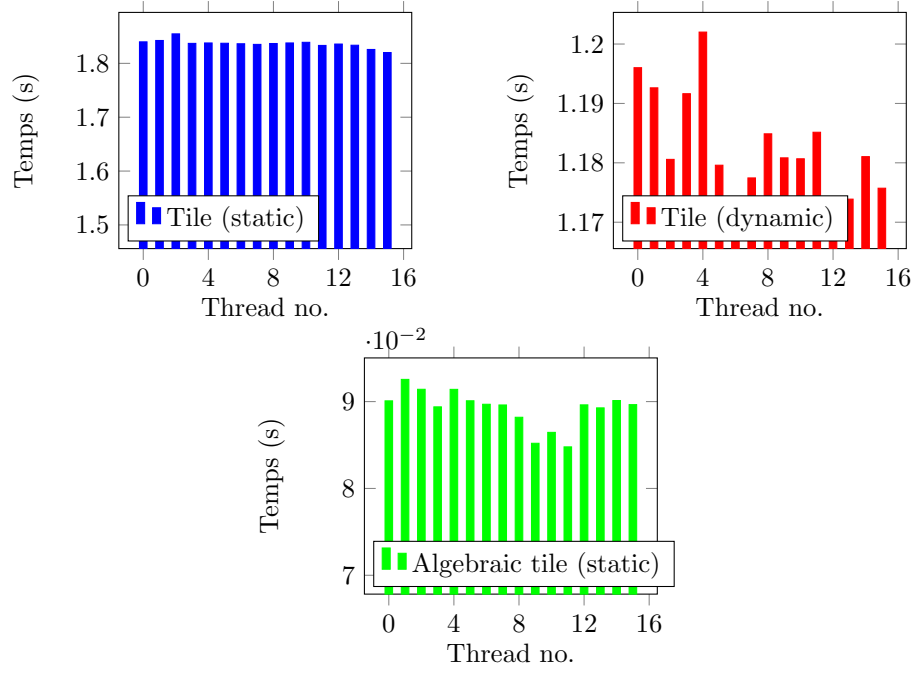 1.8
1.7
1.6
1.5
Temps (s)
0 4 8 12 16
Thread no.
Tile (static)
1.2
1.19
1.18
1.17
Temps (s)
0 4 8 12 16
Thread no.
Tile (dynamic)
·10⁻²
9
8
7
Temps (s)
0 4 8 12 16
Thread no.
Algebraic tile (static)